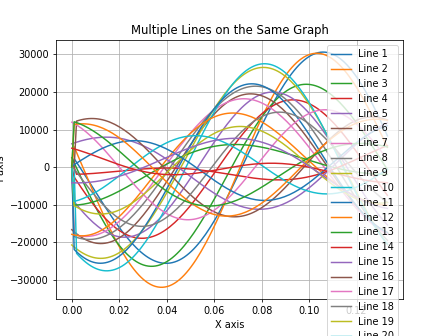 Multiple Lines on the Same Graph
30000
20000
10000
0
−10000
−20000
−30000
0.00
0.02
0.04
0.06
0.08
0.10
X axis
axis
Line 1
Line 2
Line 3
Line 4
Line 5
Line 6
Line 7
Line 8
Line 9
Line 10
Line 11
Line 12
Line 13
Line 14
Line 15
Line 16
Line 17
Line 18
Line 19
Line 20